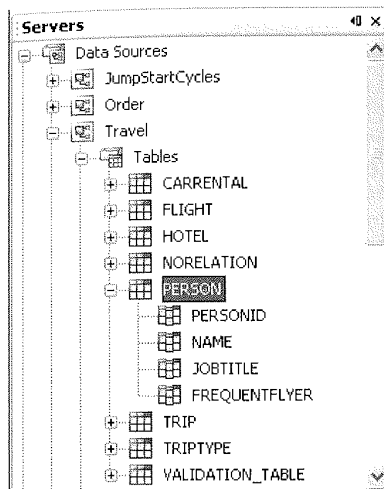 Servers
Data Sources
JumpStartCycles
Order
Travel
Tables
CARRENTAL
FLIGHT
HOTEL
NORELATION
PERSON
PERSONID
NAME
JOBTITLE
FREQUENTFLYER
TRIP
TRIPTYPE
VALIDATION_TABLE